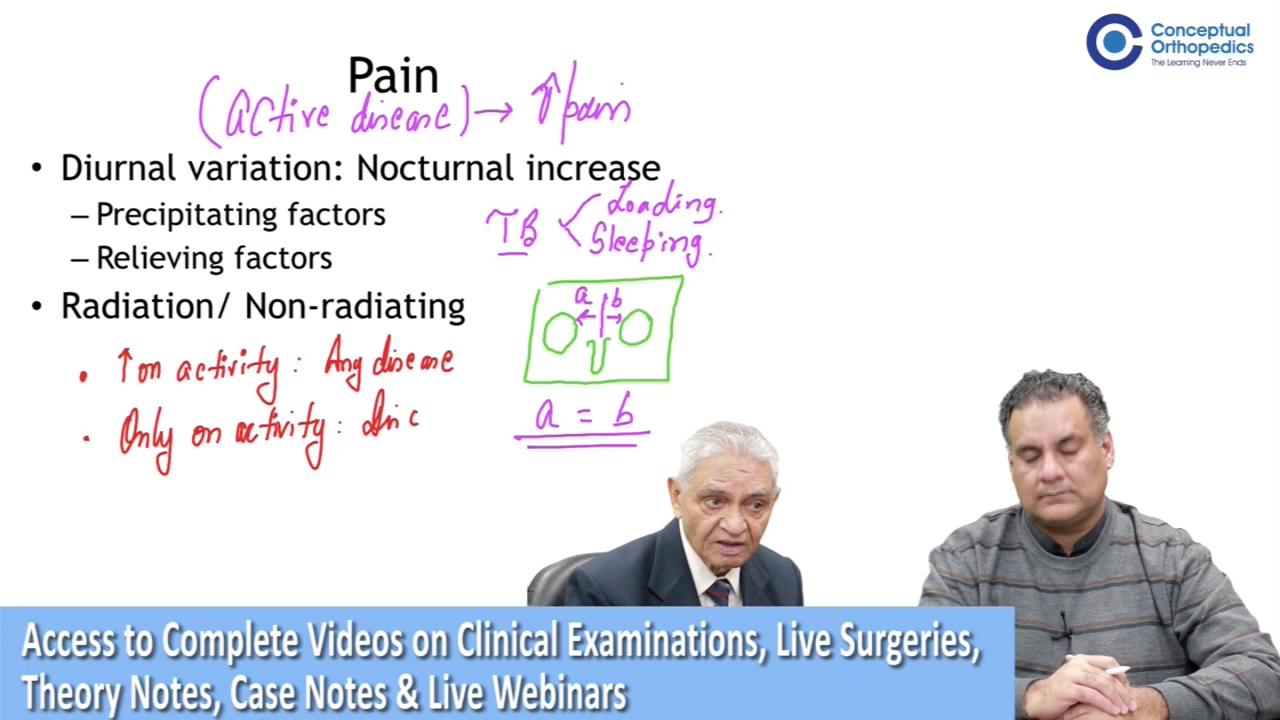 Conceptual
Orthopedics
The Learning Never Ends
Pain
(active disease) → ↑ pain
• Diurnal variation: Nocturnal increase
– Precipitating factors
TB < Loading.
Sleeping.
– Relieving factors
• Radiation/ Non-radiating
a b
• ↑ on activity : Any disease
• Only on activity : Disc
a = b
Access to Complete Videos on Clinical Examinations, Live Surgeries,
Theory Notes, Case Notes & Live Webinars